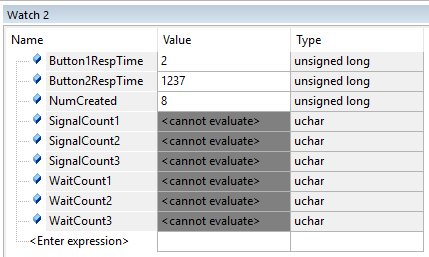 Watch 2
Name Value Type
Button1RespTime 2 unsigned long
Button2RespTime 1237 unsigned long
NumCreated 8 unsigned long
SignalCount1 <cannot evaluate> uchar
SignalCount2 <cannot evaluate> uchar
SignalCount3 <cannot evaluate> uchar
WaitCount1 <cannot evaluate> uchar
WaitCount2 <cannot evaluate> uchar
WaitCount3 <cannot evaluate> uchar
<Enter expression>